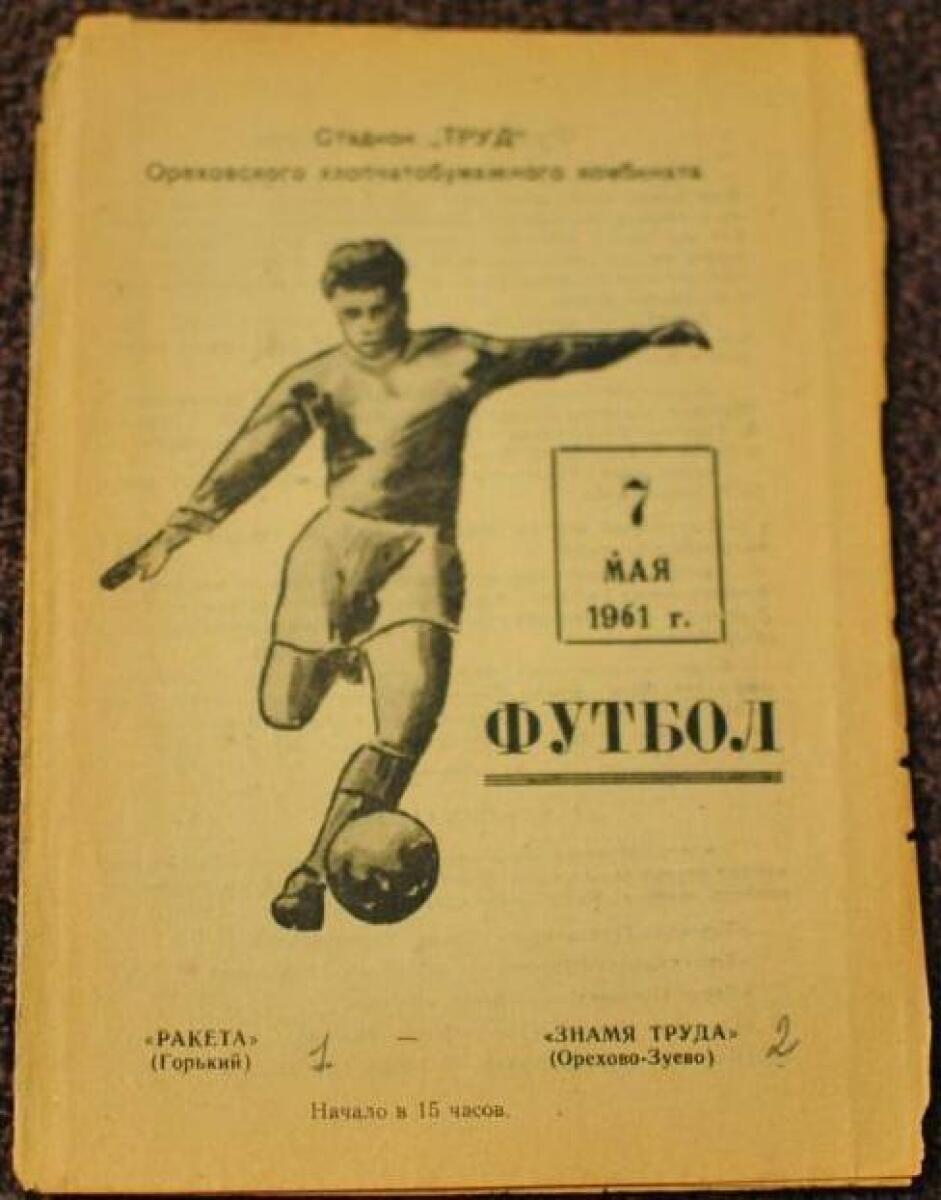 Стадион „ТРУД"
Ореховского хлопчатобумажного комбината
7
МАЯ
1961 г.
ФУТБОЛ
«РАКЕТА» 1 — «ЗНАМЯ ТРУДА» 2
(Горький) (Орехово-Зуево)
Начало в 15 часов.